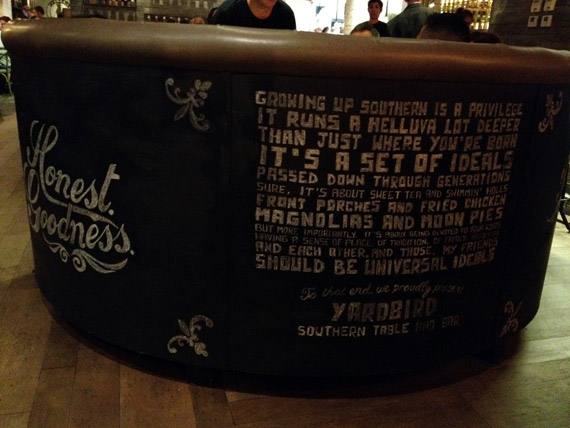 Honest.
Goodness.
GROWING UP SOUTHERN IS A PRIVILEGE
IT RUNS A HELLUVA LOT DEEPER
THAN JUST WHERE YOU'RE BORN
IT'S A SET OF IDEALS
PASSED DOWN THROUGH GENERATIONS
SURE, IT'S ABOUT SWEET TEA AND SWIMMIN' HOLES
FRONT PORCHES AND FRIED CHICKEN
MAGNOLIAS AND MOON PIES
BUT MORE IMPORTANTLY, IT'S ABOUT BEING DEVOTED TO YOUR ROOTS
HAVING A SENSE OF PLACE, OF TRADITION, OF FAMILY
AND EACH OTHER. AND THOSE, MY FRIENDS
SHOULD BE UNIVERSAL IDEALS
To that end, we proudly present
YARDBIRD
SOUTHERN TABLE AND BAR